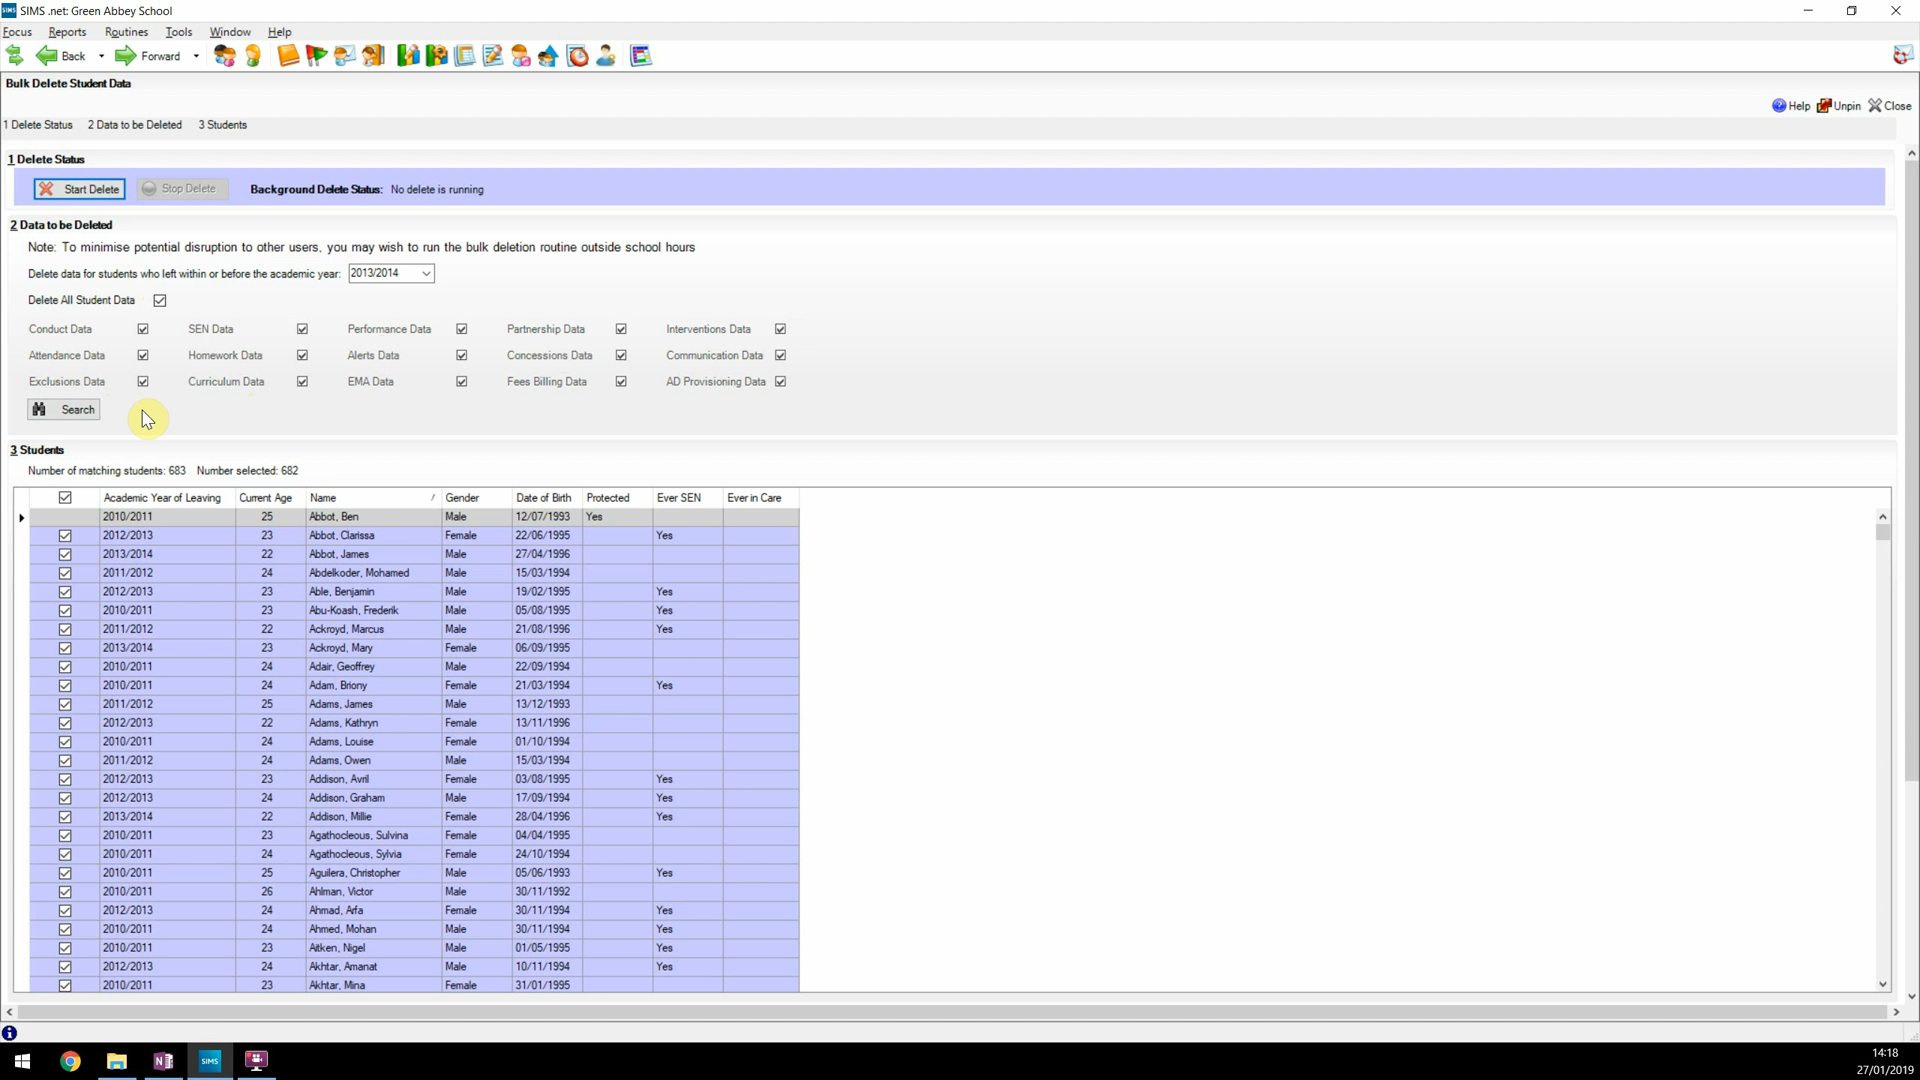 SIMS .net: Green Abbey School
Focus Reports Routines Tools Window Help
Back Forward
Bulk Delete Student Data
Help Unpin Close
1 Delete Status 2 Data to be Deleted 3 Students
1 Delete Status
Start Delete Stop Delete Background Delete Status: No delete is running
2 Data to be Deleted
Note: To minimise potential disruption to other users, you may wish to run the bulk deletion routine outside school hours
Delete data for students who left within or before the academic year: 2013/2014
Delete All Student Data
Conduct Data SEN Data Performance Data Partnership Data Interventions Data
Attendance Data Homework Data Alerts Data Concessions Data Communication Data
Exclusions Data Curriculum Data EMA Data Fees Billing Data AD Provisioning Data
Search
3 Students
Number of matching students: 683 Number selected: 682
Academic Year of Leaving Current Age Name / Gender Date of Birth Protected Ever SEN Ever in Care
2010/2011 25 Abbot, Ben Male 12/07/1993 Yes
2012/2013 23 Abbot, Clarissa Female 22/06/1995 Yes
2013/2014 22 Abbot, James Male 27/04/1996
2011/2012 24 Abdelkoder, Mohamed Male 15/03/1994
2012/2013 23 Able, Benjamin Male 19/02/1995 Yes
2010/2011 23 Abu-Koash, Frederik Male 05/08/1995 Yes
2011/2012 22 Ackroyd, Marcus Male 21/08/1996 Yes
2013/2014 23 Ackroyd, Mary Female 06/09/1995
2010/2011 24 Adair, Geoffrey Male 22/09/1994
2010/2011 24 Adam, Briony Female 21/03/1994 Yes
2011/2012 25 Adams, James Male 13/12/1993
2012/2013 22 Adams, Kathryn Female 13/11/1996
2010/2011 24 Adams, Louise Female 01/10/1994
2011/2012 24 Adams, Owen Male 15/03/1994
2012/2013 23 Addison, Avril Female 03/08/1995 Yes
2012/2013 24 Addison, Graham Male 17/09/1994 Yes
2013/2014 22 Addison, Millie Female 28/04/1996 Yes
2010/2011 23 Agathocleous, Sulvina Female 04/04/1995
2010/2011 24 Agathocleous, Sylvia Female 24/10/1994
2010/2011 25 Aguilera, Christopher Male 05/06/1993 Yes
2010/2011 26 Ahlman, Victor Male 30/11/1992
2012/2013 24 Ahmad, Arfa Female 30/11/1994 Yes
2010/2011 24 Ahmed, Mohan Male 30/11/1994 Yes
2010/2011 23 Aitken, Nigel Male 01/05/1995 Yes
2012/2013 24 Akhtar, Amanat Male 10/11/1994 Yes
2010/2011 23 Akhtar, Mina Female 31/01/1995
SIMS
14:18
27/01/2019